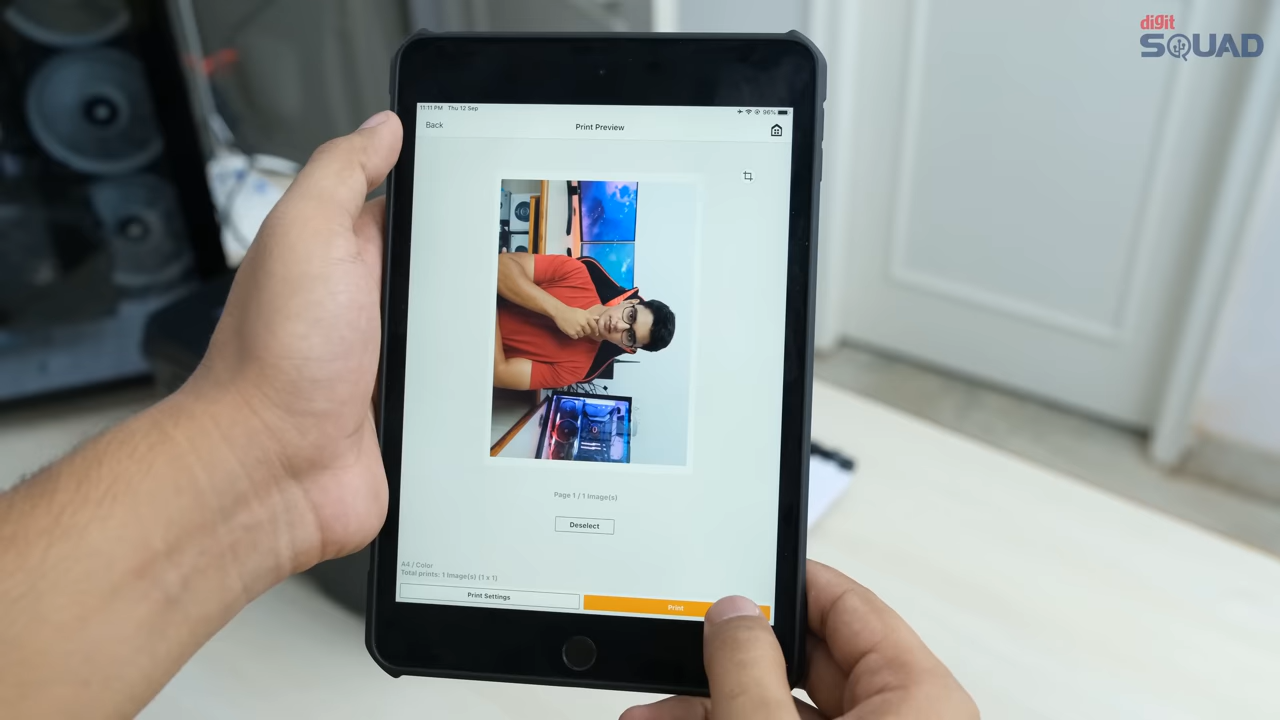 digit
SQUAD
11:11 PM Thu 12 Sep
96%
Back
Print Preview
Page 1 / 1 Image(s)
Deselect
A4 / Color
Total prints: 1 Image(s) (1 x 1)
Print Settings
Print